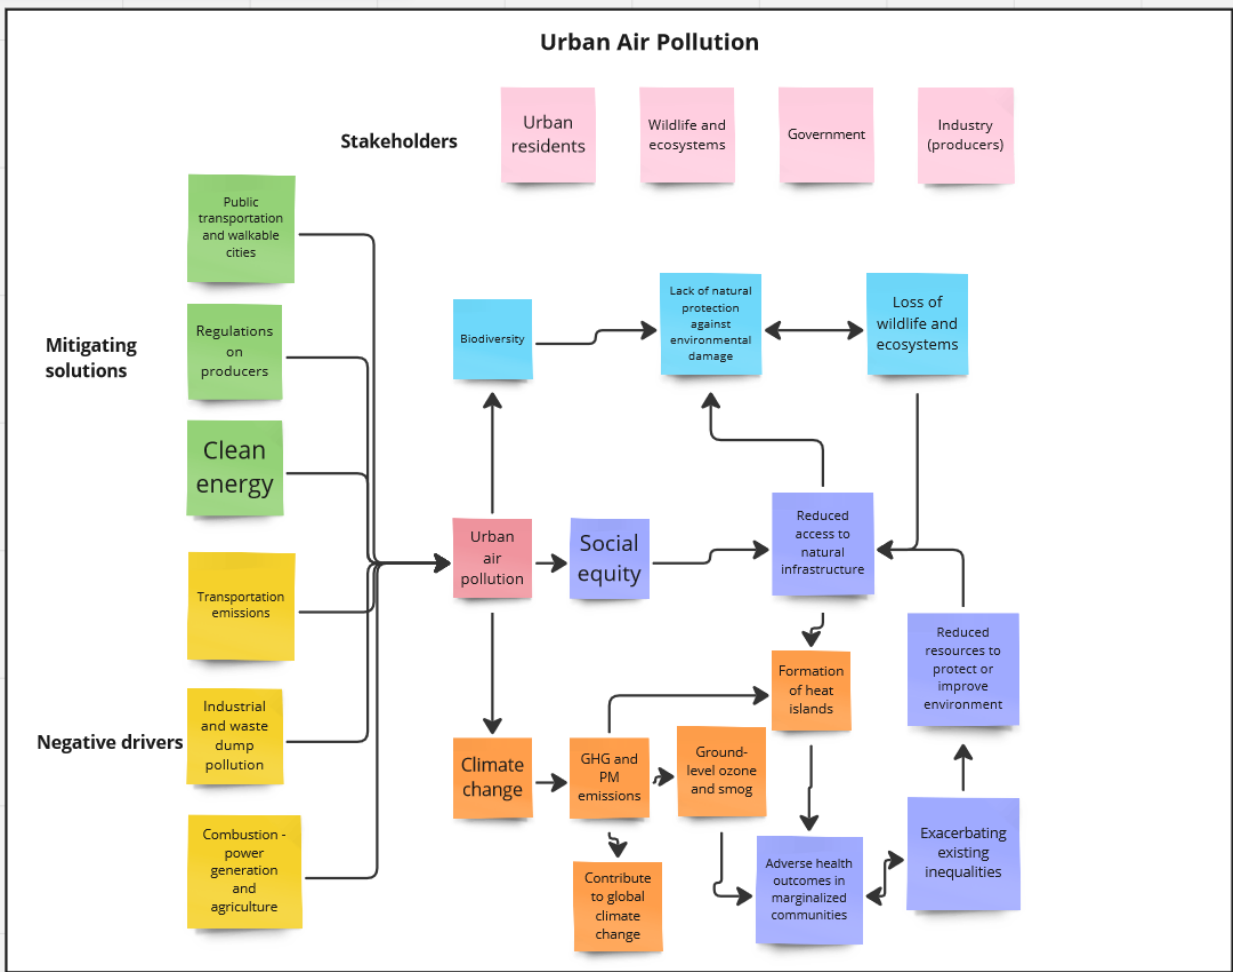 Urban Air Pollution
Stakeholders
Urban
residents
Wildlife and
ecosystems
Government
Industry
(producers)
Public
transportation
and walkable
cities
Mitigating
solutions
Regulations
on
producers
Clean
energy
Biodiversity
Lack of natural
protection
against
environmental
damage
Loss of
wildlife and
ecosystems
Negative drivers
Transportation
emissions
Industrial
and waste
dump
pollution
Combustion -
power
generation
and
agriculture
Urban
air
pollution
Social
equity
Reduced
access to
natural
infrastructure
Reduced
resources to
protect or
improve
environment
Formation
of heat
islands
Climate
change
GHG and
PM
emissions
Ground-
level ozone
and smog
Contribute
to global
climate
change
Adverse health
outcomes in
marginalized
communities
Exacerbating
existing
inequalities